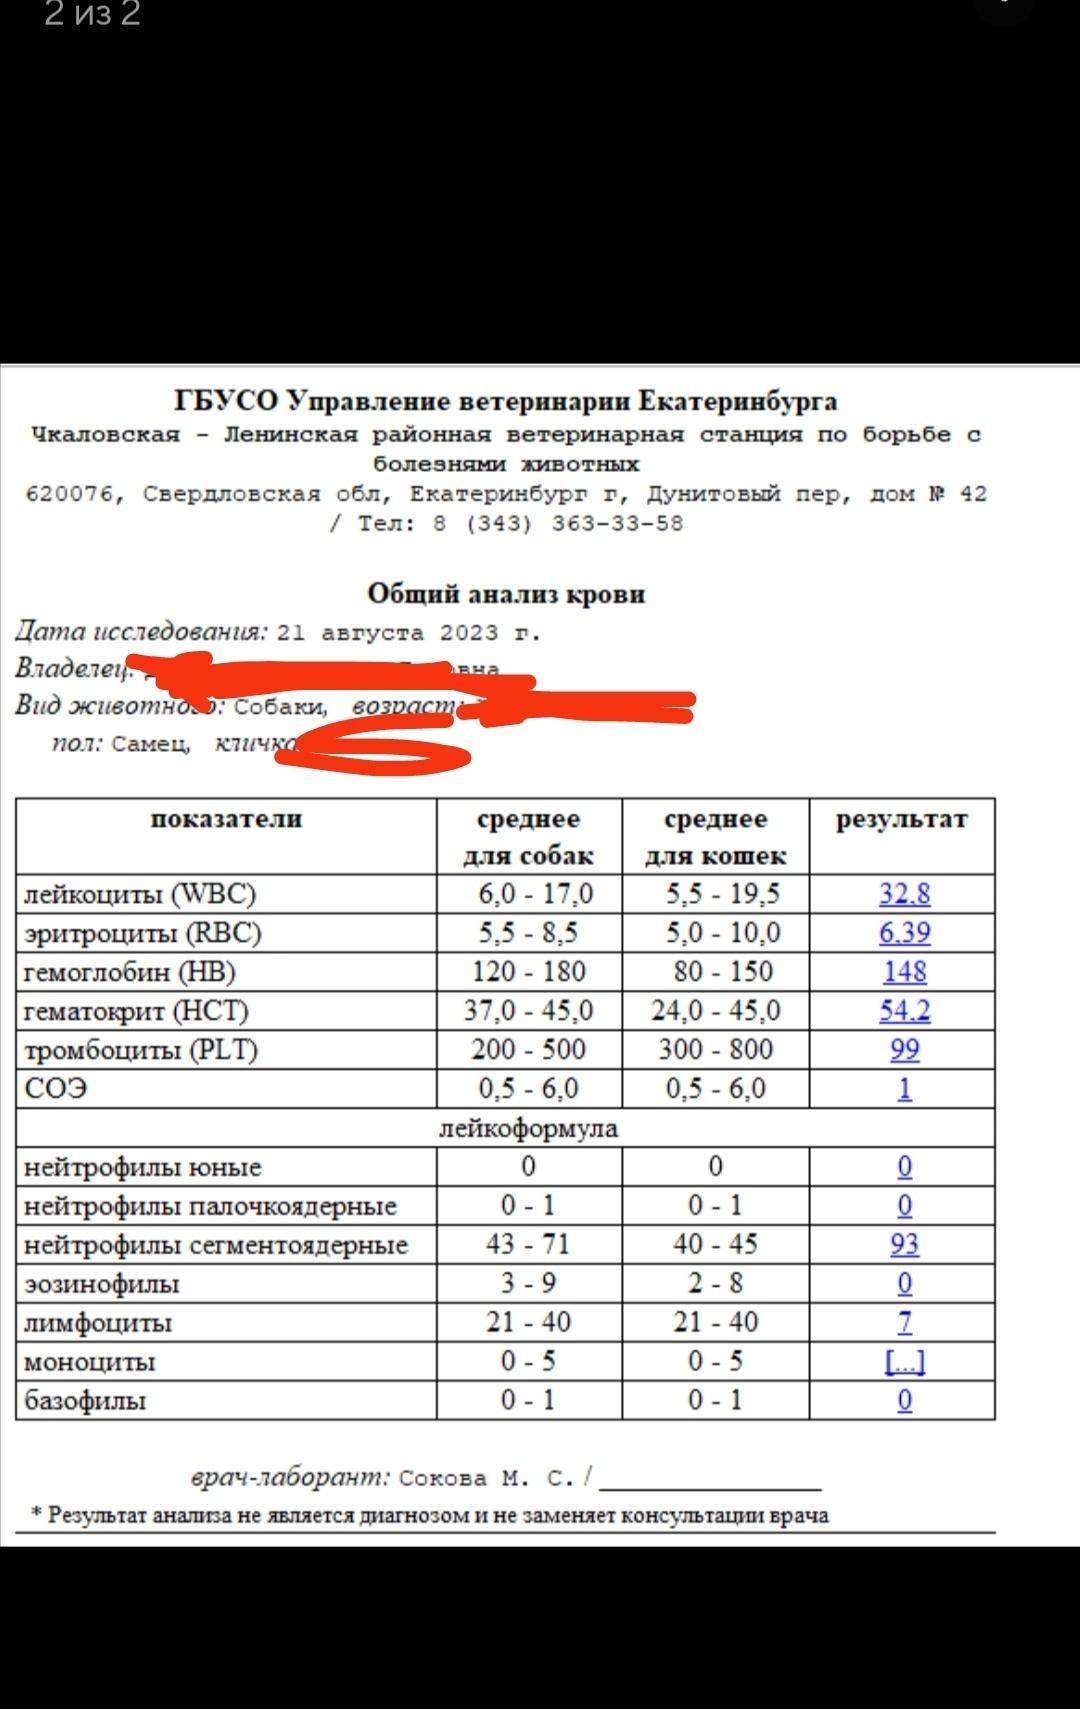 2 из 2
ГБУСО Управление ветеринарии Екатеринбурга
Чкаловская - Ленинская районная ветеринарная станция по борьбе с
болезнями животных
620076, Свердловская обл, Екатеринбург г, Дунитовый пер, дом № 42
/ Тел: 8 (343) 363-33-58
Общий анализ крови
Дата исследования: 21 августа 2023 г.
Владелец:
Вид животного: Собаки, возраст:
пол: Самец, кличка
показатели среднее для собак среднее для кошек результат
лейкоциты (WBC) 6,0 - 17,0 5,5 - 19,5 32.8
эритроциты (RBC) 5,5 - 8,5 5,0 - 10,0 6.39
гемоглобин (HB) 120 - 180 80 - 150 148
гематокрит (HCT) 37,0 - 45,0 24,0 - 45,0 54.2
тромбоциты (PLT) 200 - 500 300 - 800 99
СОЭ 0,5 - 6,0 0,5 - 6,0 1
лейкоформула
нейтрофилы юные 0 0 0
нейтрофилы палочкоядерные 0 - 1 0 - 1 0
нейтрофилы сегментоядерные 43 - 71 40 - 45 93
эозинофилы 3 - 9 2 - 8 0
лимфоциты 21 - 40 21 - 40 7
моноциты 0 - 5 0 - 5 [...]
базофилы 0 - 1 0 - 1 0
врач-лаборант: Сокова М. С. /
* Результат анализа не является диагнозом и не заменяет консультации врача